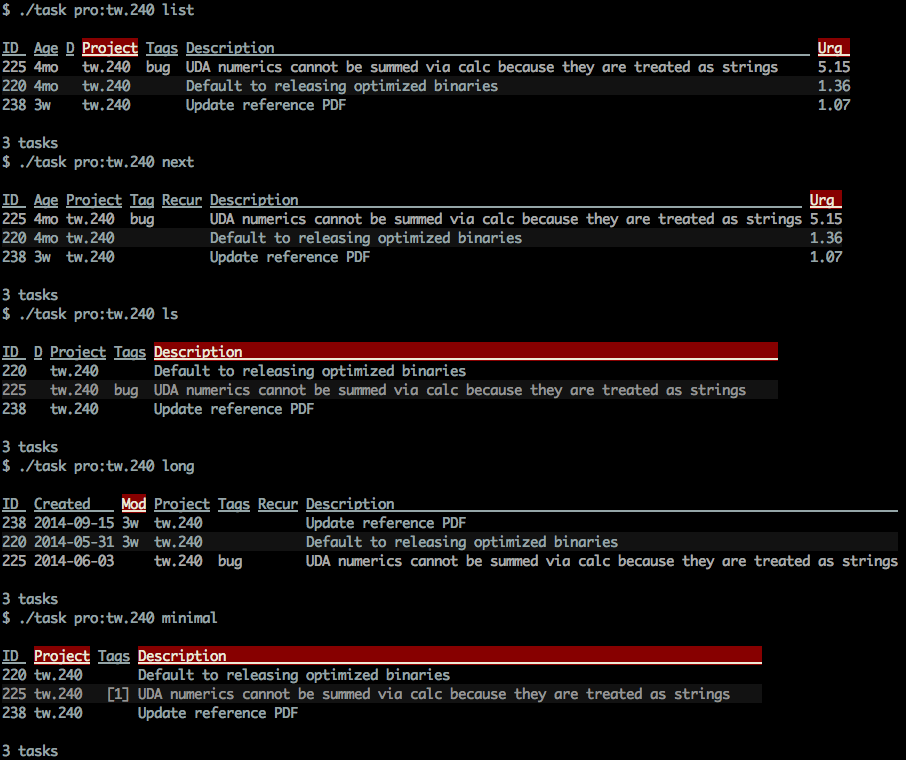 $ ./task pro:tw.240 list
ID Age D Project Tags Description Urg
225 4mo tw.240 bug UDA numerics cannot be summed via calc because they are treated as strings 5.15
220 4mo tw.240 Default to releasing optimized binaries 1.36
238 3w tw.240 Update reference PDF 1.07
3 tasks
$ ./task pro:tw.240 next
ID Age Project Tag Recur Description Urg
225 4mo tw.240 bug UDA numerics cannot be summed via calc because they are treated as strings 5.15
220 4mo tw.240 Default to releasing optimized binaries 1.36
238 3w tw.240 Update reference PDF 1.07
3 tasks
$ ./task pro:tw.240 ls
ID D Project Tags Description
220 tw.240 Default to releasing optimized binaries
225 tw.240 bug UDA numerics cannot be summed via calc because they are treated as strings
238 tw.240 Update reference PDF
3 tasks
$ ./task pro:tw.240 long
ID Created Mod Project Tags Recur Description
238 2014-09-15 3w tw.240 Update reference PDF
220 2014-05-31 3w tw.240 Default to releasing optimized binaries
225 2014-06-03 tw.240 bug UDA numerics cannot be summed via calc because they are treated as strings
3 tasks
$ ./task pro:tw.240 minimal
ID Project Tags Description
220 tw.240 Default to releasing optimized binaries
225 tw.240 [1] UDA numerics cannot be summed via calc because they are treated as strings
238 tw.240 Update reference PDF
3 tasks